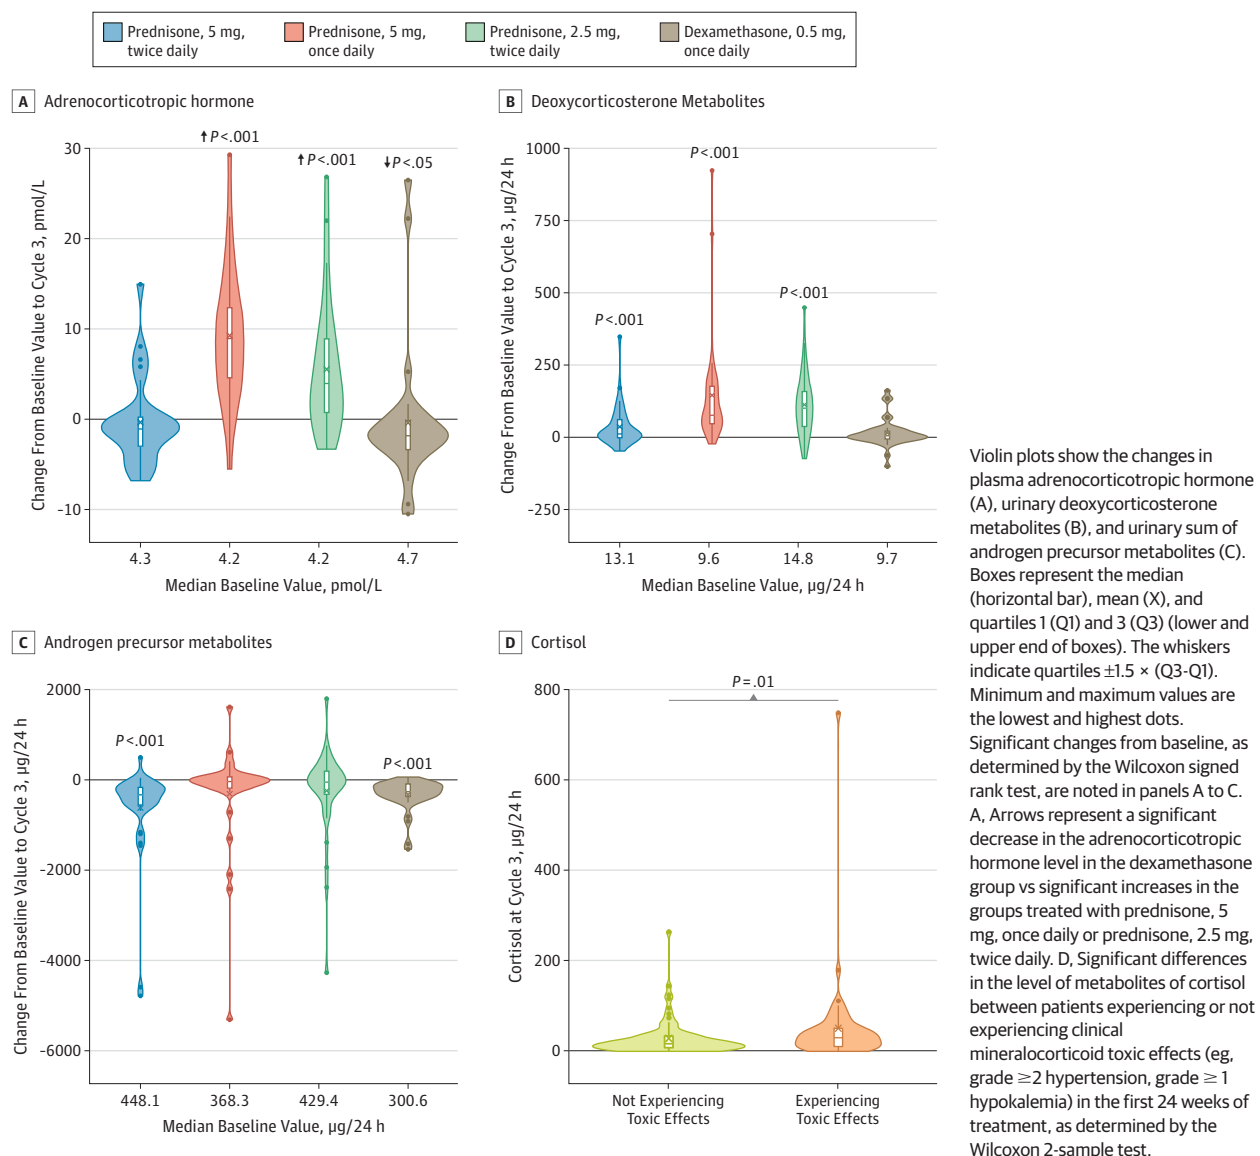 Prednisone, 5 mg,
twice daily
Prednisone, 5 mg,
once daily
Prednisone, 2.5 mg,
twice daily
Dexamethasone, 0.5 mg,
once daily
A Adrenocorticotropic hormone
Change From Baseline Value to Cycle 3, pmol/L
30
20
10
0
-10
↑P<.001
↑P<.001
↓P<.05
4.3 4.2 4.2 4.7
Median Baseline Value, pmol/L
B Deoxycorticosterone Metabolites
Change From Baseline Value to Cycle 3, µg/24 h
1000
750
500
250
0
-250
P<.001
P<.001
P<.001
13.1 9.6 14.8 9.7
Median Baseline Value, µg/24 h
C Androgen precursor metabolites
Change From Baseline Value to Cycle 3, µg/24 h
2000
0
-2000
-4000
-6000
P<.001
P<.001
448.1 368.3 429.4 300.6
Median Baseline Value, µg/24 h
D Cortisol
Cortisol at Cycle 3, µg/24 h
800
600
400
200
0
P=.01
Not Experiencing
Toxic Effects
Experiencing
Toxic Effects
Violin plots show the changes in
plasma adrenocorticotropic hormone
(A), urinary deoxycorticosterone
metabolites (B), and urinary sum of
androgen precursor metabolites (C).
Boxes represent the median
(horizontal bar), mean (X), and
quartiles 1 (Q1) and 3 (Q3) (lower and
upper end of boxes). The whiskers
indicate quartiles ±1.5 × (Q3-Q1).
Minimum and maximum values are
the lowest and highest dots.
Significant changes from baseline, as
determined by the Wilcoxon signed
rank test, are noted in panels A to C.
A, Arrows represent a significant
decrease in the adrenocorticotropic
hormone level in the dexamethasone
group vs significant increases in the
groups treated with prednisone, 5
mg, once daily or prednisone, 2.5 mg,
twice daily. D, Significant differences
in the level of metabolites of cortisol
between patients experiencing or not
experiencing clinical
mineralocorticoid toxic effects (eg,
grade ≥2 hypertension, grade ≥ 1
hypokalemia) in the first 24 weeks of
treatment, as determined by the
Wilcoxon 2-sample test.